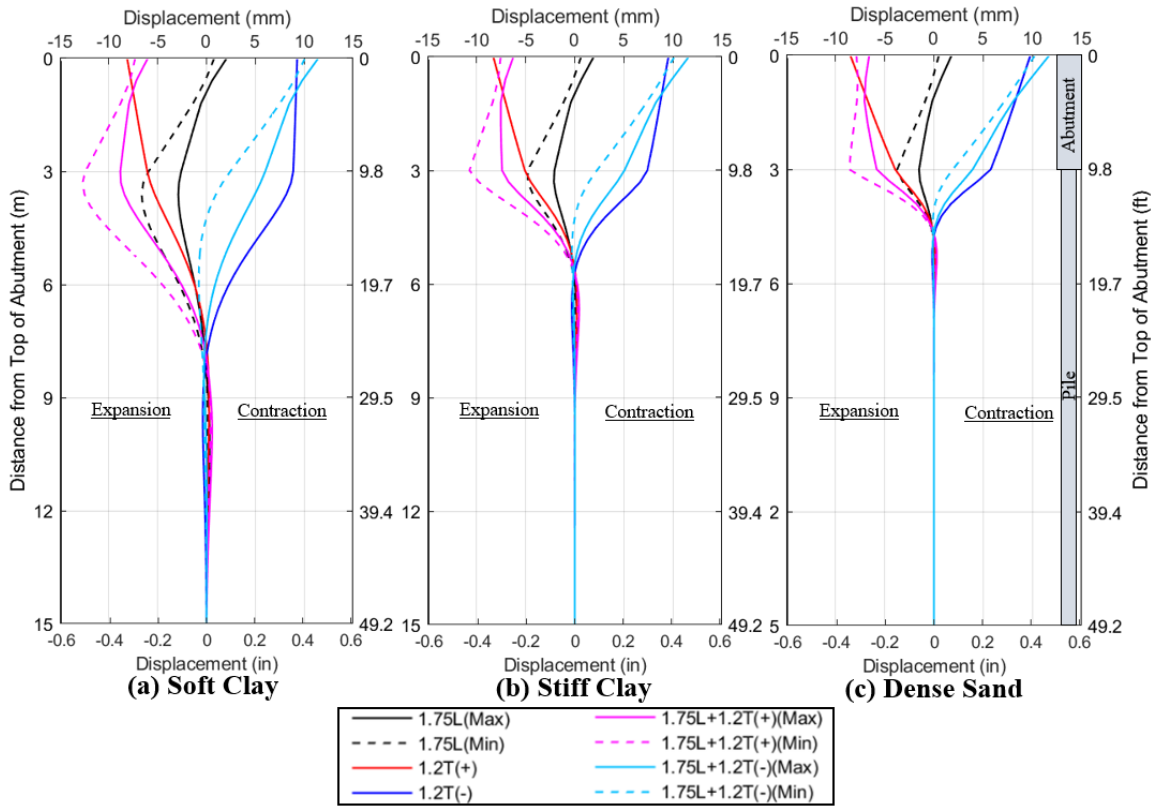 Displacement (mm)
-15 -10 -5 0 5 10 15
Displacement (mm)
-15 -10 -5 0 5 10 15
Displacement (mm)
-15 -10 -5 0 5 10 15
Distance from Top of Abutment (m)
0
3
6
9
12
15
0
9.8
19.7
29.5
39.4
49.2
Expansion
Contraction
-0.6 -0.4 -0.2 0 0.2 0.4 0.6
Displacement (in)
(a) Soft Clay
0
3
6
9
12
15
0
9.8
19.7
29.5
39.4
49.2
Expansion
Contraction
-0.6 -0.4 -0.2 0 0.2 0.4 0.6
Displacement (in)
(b) Stiff Clay
0
3
6
9
2
5
0
9.8
19.7
29.5
39.4
49.2
Expansion
Contraction
Abutment
Pile
Distance from Top of Abutment (ft)
-0.6 -0.4 -0.2 0 0.2 0.4 0.6
Displacement (in)
(c) Dense Sand
1.75L(Max)
1.75L(Min)
1.2T(+)
1.2T(-)
1.75L+1.2T(+)(Max)
1.75L+1.2T(+)(Min)
1.75L+1.2T(-)(Max)
1.75L+1.2T(-)(Min)